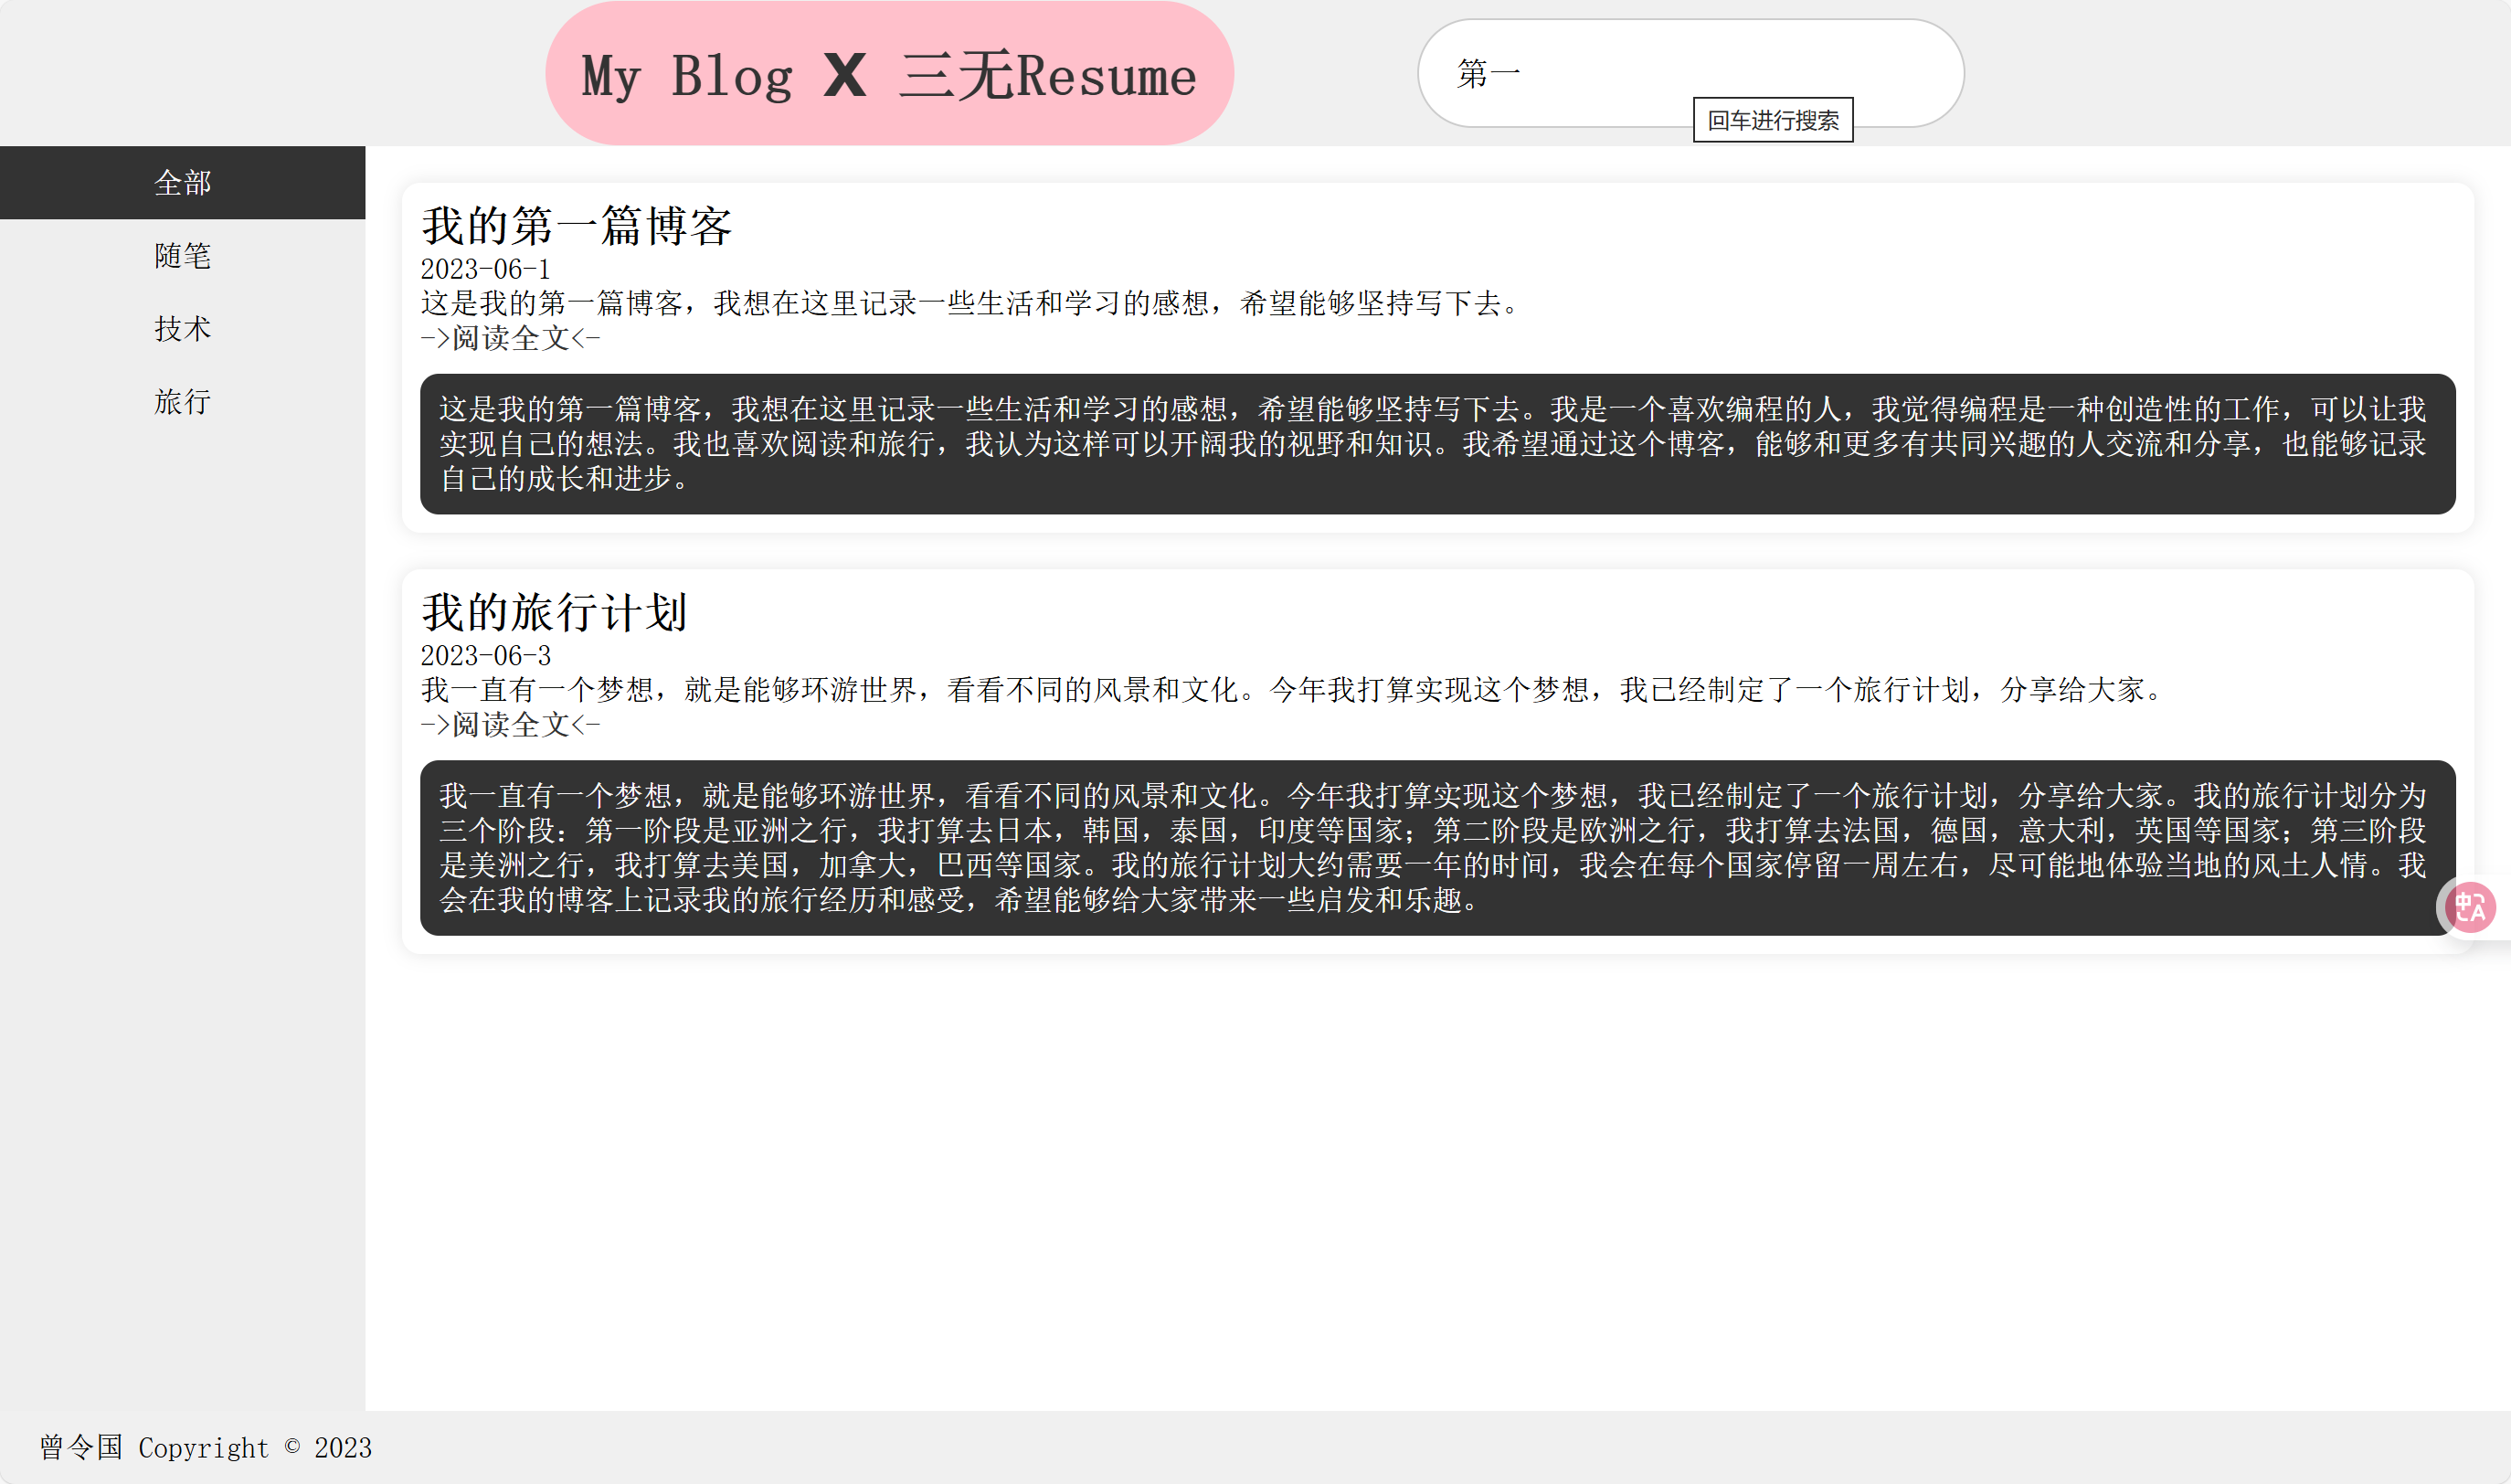 My Blog X 三无Resume
第一
回车进行搜索
全部
随笔
技术
旅行
我的第一篇博客
2023-06-1
这是我的第一篇博客，我想在这里记录一些生活和学习的感想，希望能够坚持写下去。
->阅读全文<-
这是我的第一篇博客，我想在这里记录一些生活和学习的感想，希望能够坚持写下去。我是一个喜欢编程的人，我觉得编程是一种创造性的工作，可以让我
实现自己的想法。我也喜欢阅读和旅行，我认为这样可以开阔我的视野和知识。我希望通过这个博客，能够和更多有共同兴趣的人交流和分享，也能够记录
自己的成长和进步。
我的旅行计划
2023-06-3
我一直有一个梦想，就是能够环游世界，看看不同的风景和文化。今年我打算实现这个梦想，我已经制定了一个旅行计划，分享给大家。
->阅读全文<-
我一直有一个梦想，就是能够环游世界，看看不同的风景和文化。今年我打算实现这个梦想，我已经制定了一个旅行计划，分享给大家。我的旅行计划分为
三个阶段：第一阶段是亚洲之行，我打算去日本，韩国，泰国，印度等国家；第二阶段是欧洲之行，我打算去法国，德国，意大利，英国等国家；第三阶段
是美洲之行，我打算去美国，加拿大，巴西等国家。我的旅行计划大约需要一年的时间，我会在每个国家停留一周左右，尽可能地体验当地的风土人情。我
会在我的博客上记录我的旅行经历和感受，希望能够给大家带来一些启发和乐趣。
中A
曾令国 Copyright © 2023